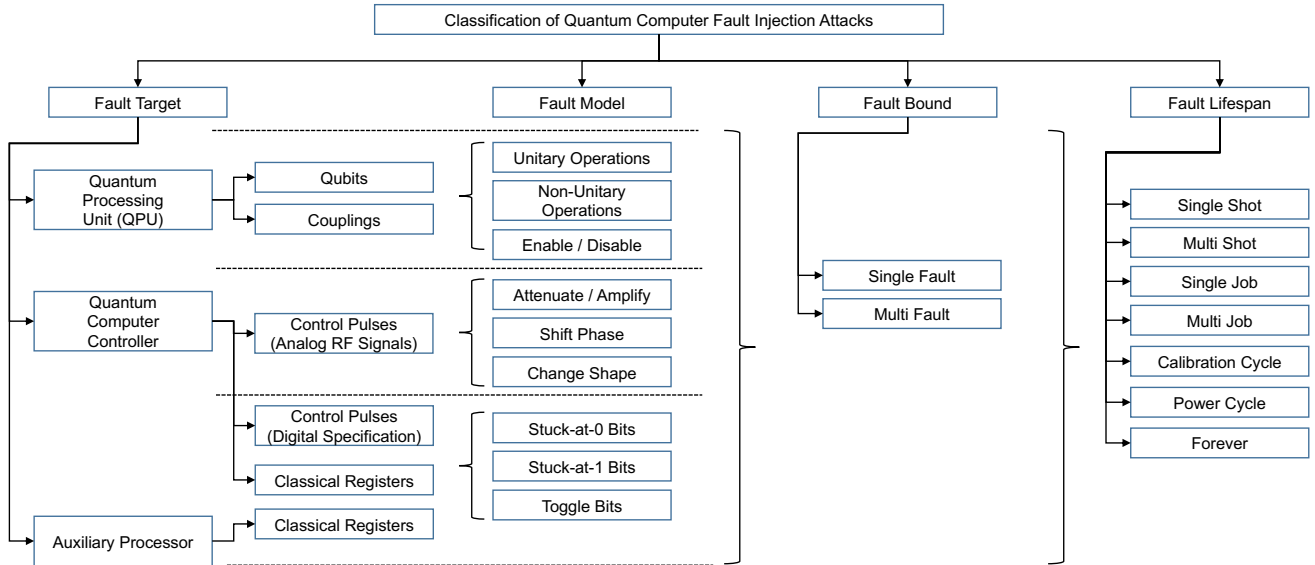 Classification of Quantum Computer Fault Injection Attacks
Fault Target
Fault Model
Fault Bound
Fault Lifespan
Quantum
Processing
Unit (QPU)
Qubits
Couplings
Unitary Operations
Non-Unitary
Operations
Enable / Disable
Quantum
Computer
Controller
Control Pulses
(Analog RF Signals)
Attenuate / Amplify
Shift Phase
Change Shape
Control Pulses
(Digital Specification)
Classical Registers
Stuck-at-0 Bits
Stuck-at-1 Bits
Toggle Bits
Auxiliary Processor
Classical Registers
Single Fault
Multi Fault
Single Shot
Multi Shot
Single Job
Multi Job
Calibration Cycle
Power Cycle
Forever